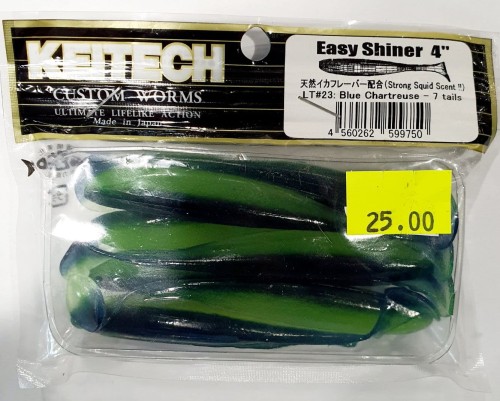 KEITECH
CUSTOM WORMS
ULTIMATE LIFELIKE ACTION
Made in Japan
Easy Shiner 4"
天然イカフレーバー配合(Strong Squid Scent !!)
LT#23: Blue Chartreuse - 7 tails
4 560262 599750
25.00